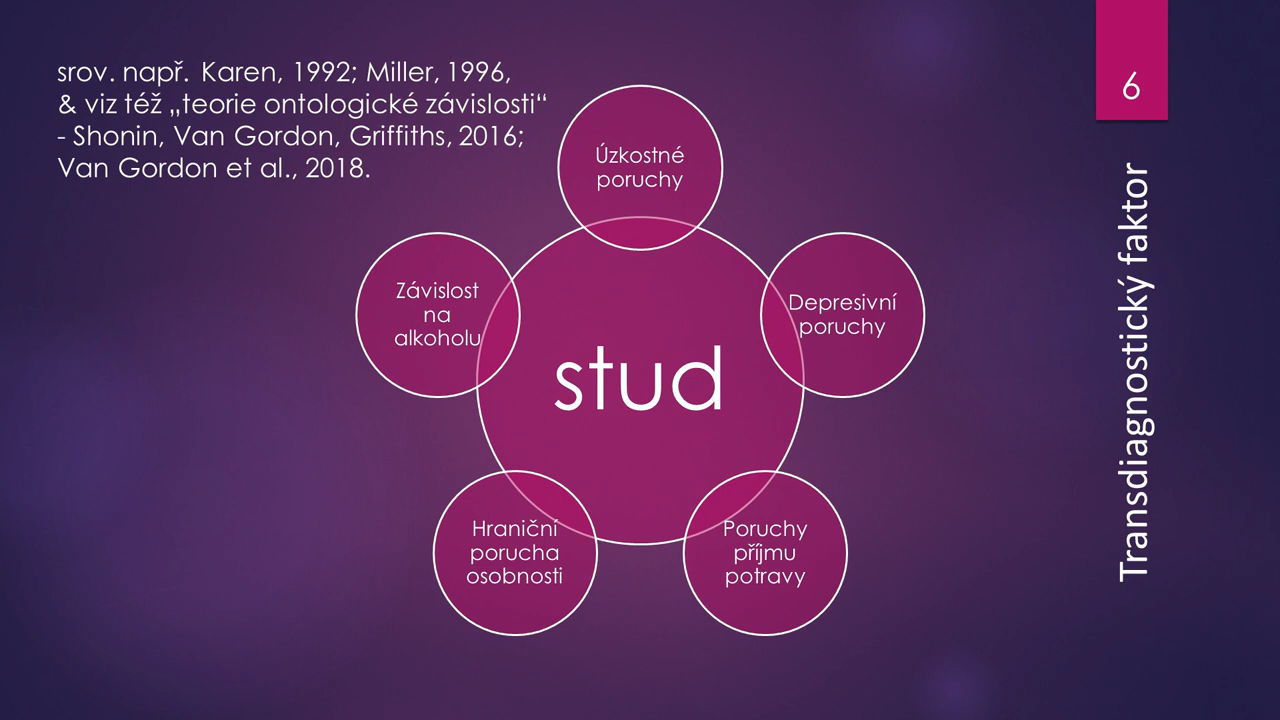 srov. např. Karen, 1992; Miller, 1996,
& viz též „teorie ontologické závislosti“
- Shonin, Van Gordon, Griffiths, 2016;
Van Gordon et al., 2018.
6
Transdiagnostický faktor
Úzkostné
poruchy
Depresivní
poruchy
Poruchy
příjmu
potravy
Hraniční
porucha
osobnosti
Závislost
na
alkoholu
stud